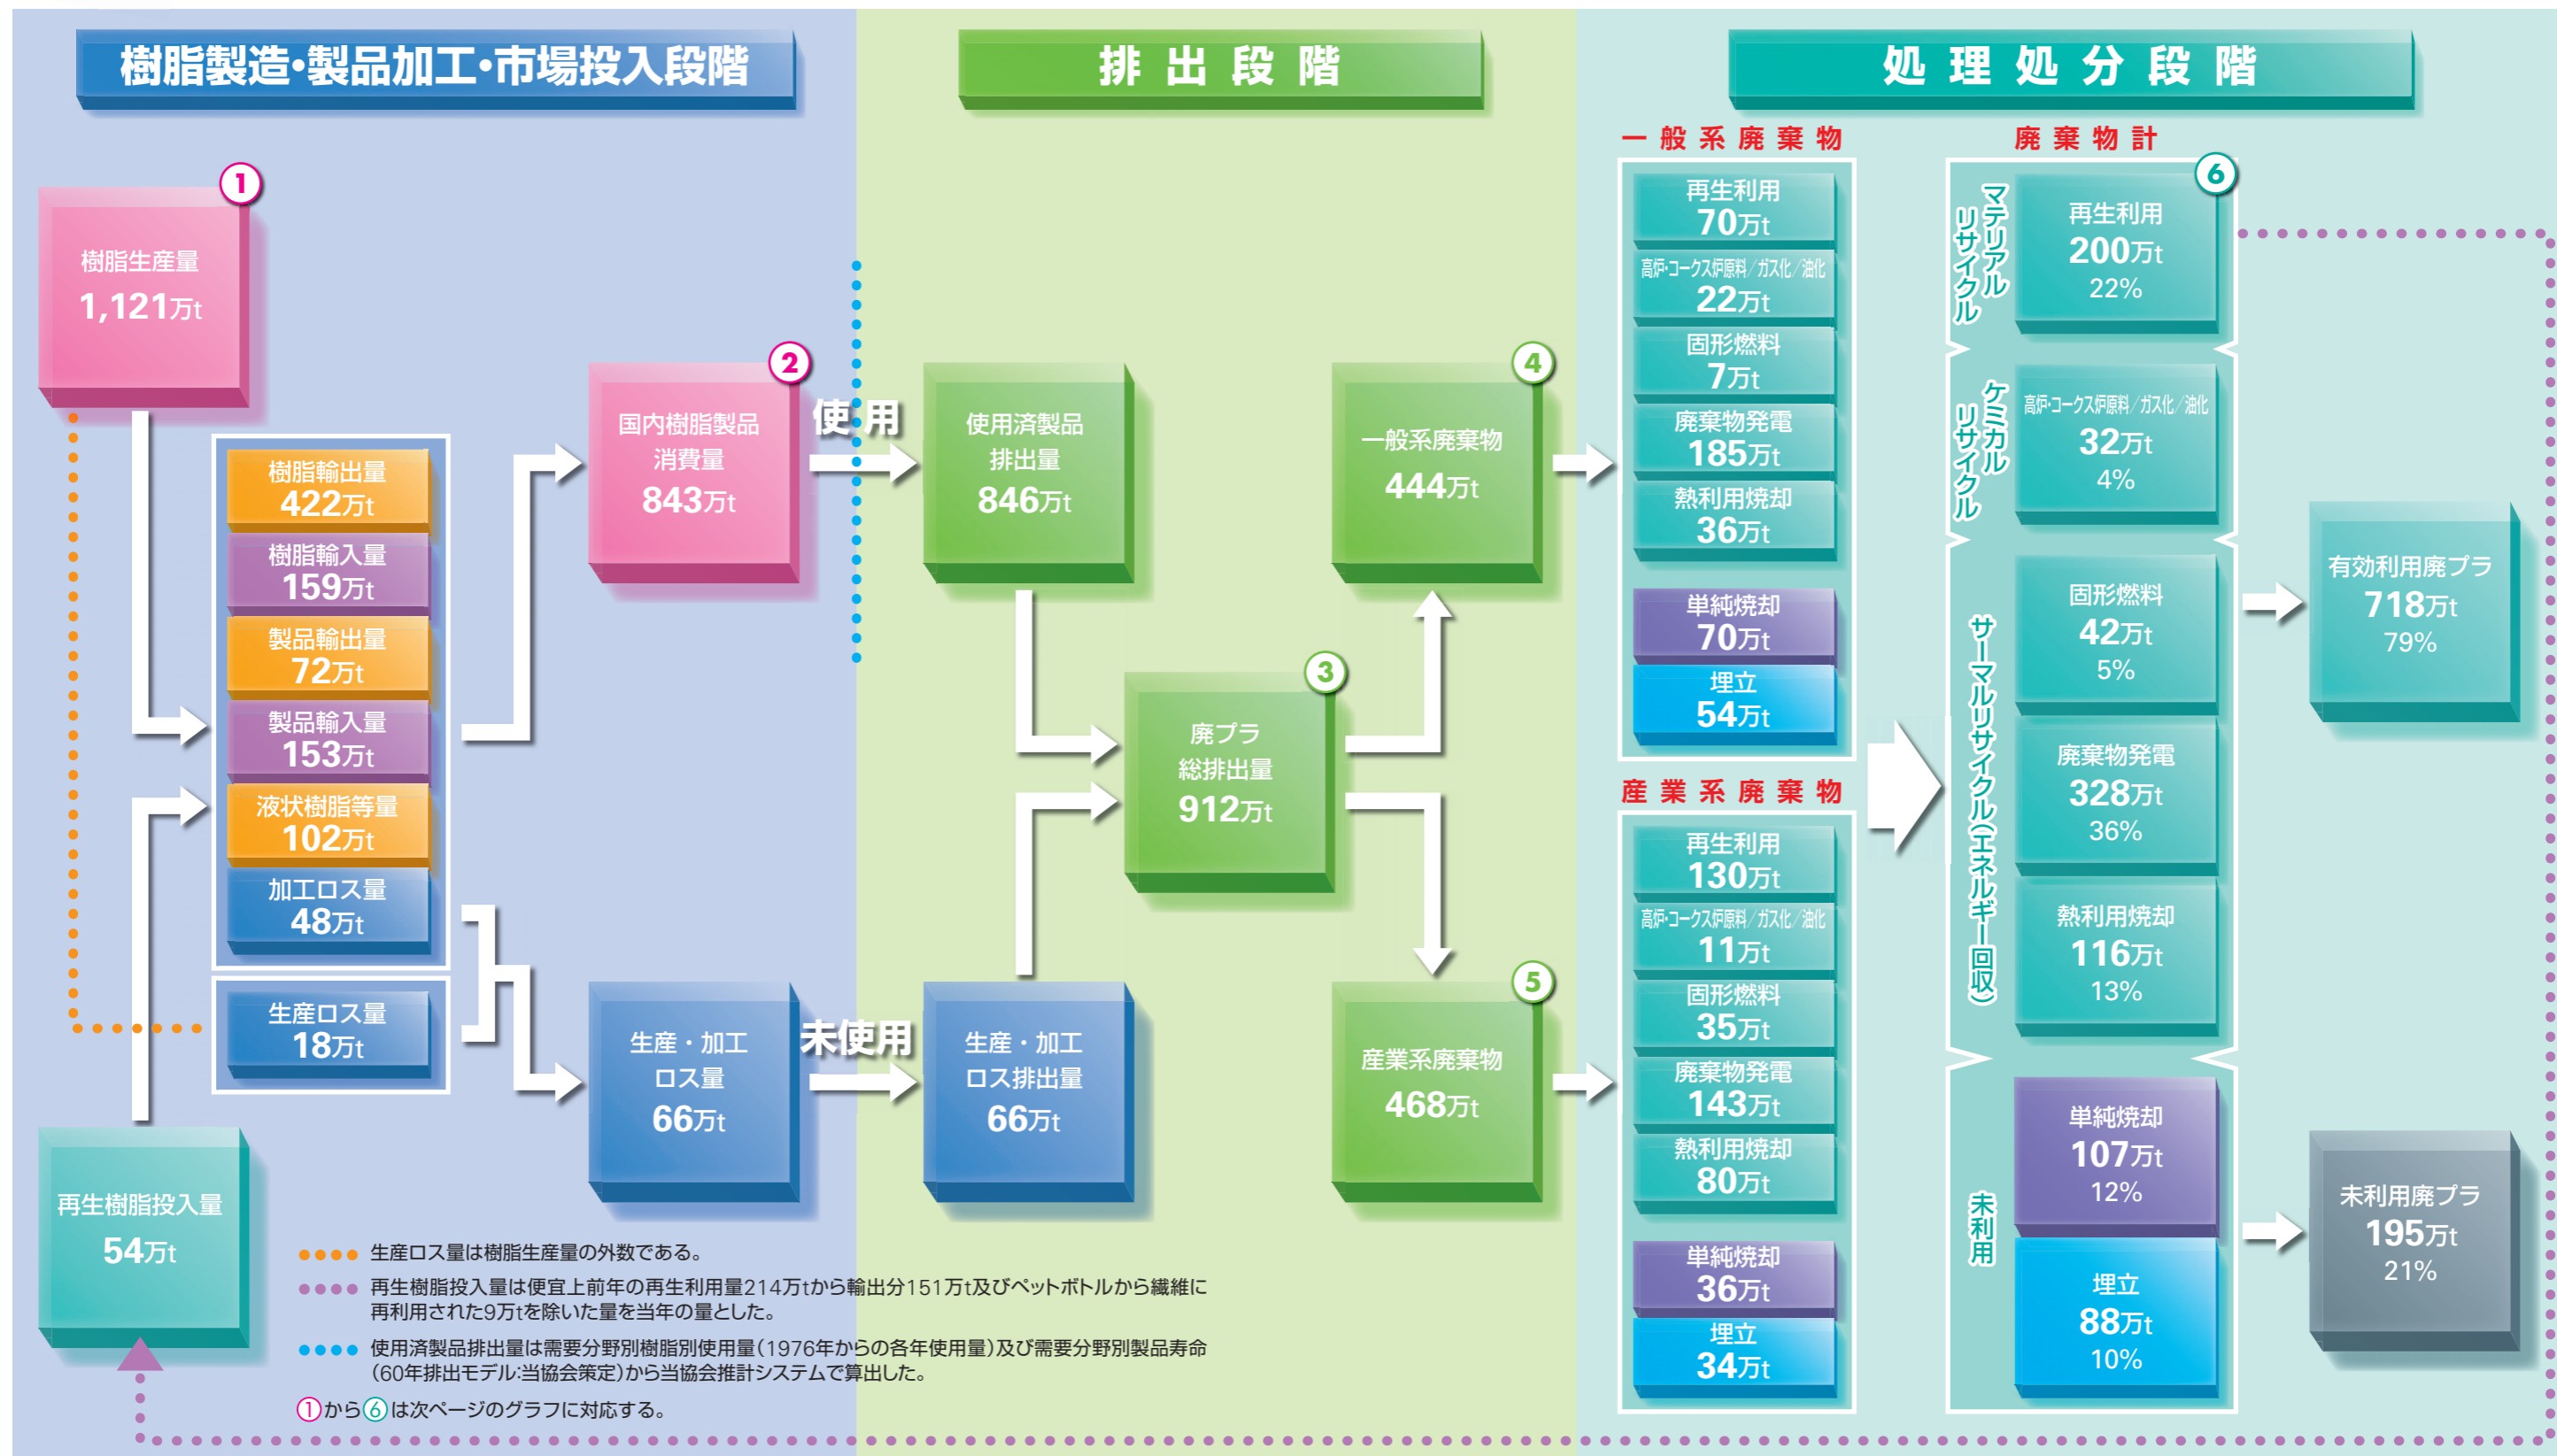 樹脂製造・製品加工・市場投入段階
排出段階
処理処分段階
①
樹脂生産量
1,121万t
樹脂輸出量
422万t
樹脂輸入量
159万t
製品輸出量
72万t
製品輸入量
153万t
液状樹脂等量
102万t
加工ロス量
48万t
生産ロス量
18万t
再生樹脂投入量
54万t
②
国内樹脂製品
消費量
843万t
生産・加工
ロス量
66万t
使用
未使用
使用済製品
排出量
846万t
生産・加工
ロス排出量
66万t
③
廃プラ
総排出量
912万t
④
一般系廃棄物
444万t
⑤
産業系廃棄物
468万t
一般系廃棄物
再生利用
70万t
高炉・コークス炉原料/ガス化/油化
22万t
固形燃料
7万t
廃棄物発電
185万t
熱利用焼却
36万t
単純焼却
70万t
埋立
54万t
産業系廃棄物
再生利用
130万t
高炉・コークス炉原料/ガス化/油化
11万t
固形燃料
35万t
廃棄物発電
143万t
熱利用焼却
80万t
単純焼却
36万t
埋立
34万t
廃棄物計
⑥
マテリアル
リサイクル
再生利用
200万t
22%
ケミカル
リサイクル
高炉・コークス炉原料/ガス化/油化
32万t
4%
サーマルリサイクル(エネルギー回収)
固形燃料
42万t
5%
廃棄物発電
328万t
36%
熱利用焼却
116万t
13%
未利用
単純焼却
107万t
12%
埋立
88万t
10%
有効利用廃プラ
718万t
79%
未利用廃プラ
195万t
21%
生産ロス量は樹脂生産量の外数である。
再生樹脂投入量は便宜上前年の再生利用量214万tから輸出分151万t及びペットボトルから繊維に
再利用された9万tを除いた量を当年の量とした。
使用済製品排出量は需要分野別樹脂別使用量(1976年からの各年使用量)及び需要分野別製品寿命
(60年排出モデル:当協会策定)から当協会推計システムで算出した。
①から⑥は次ページのグラフに対応する。